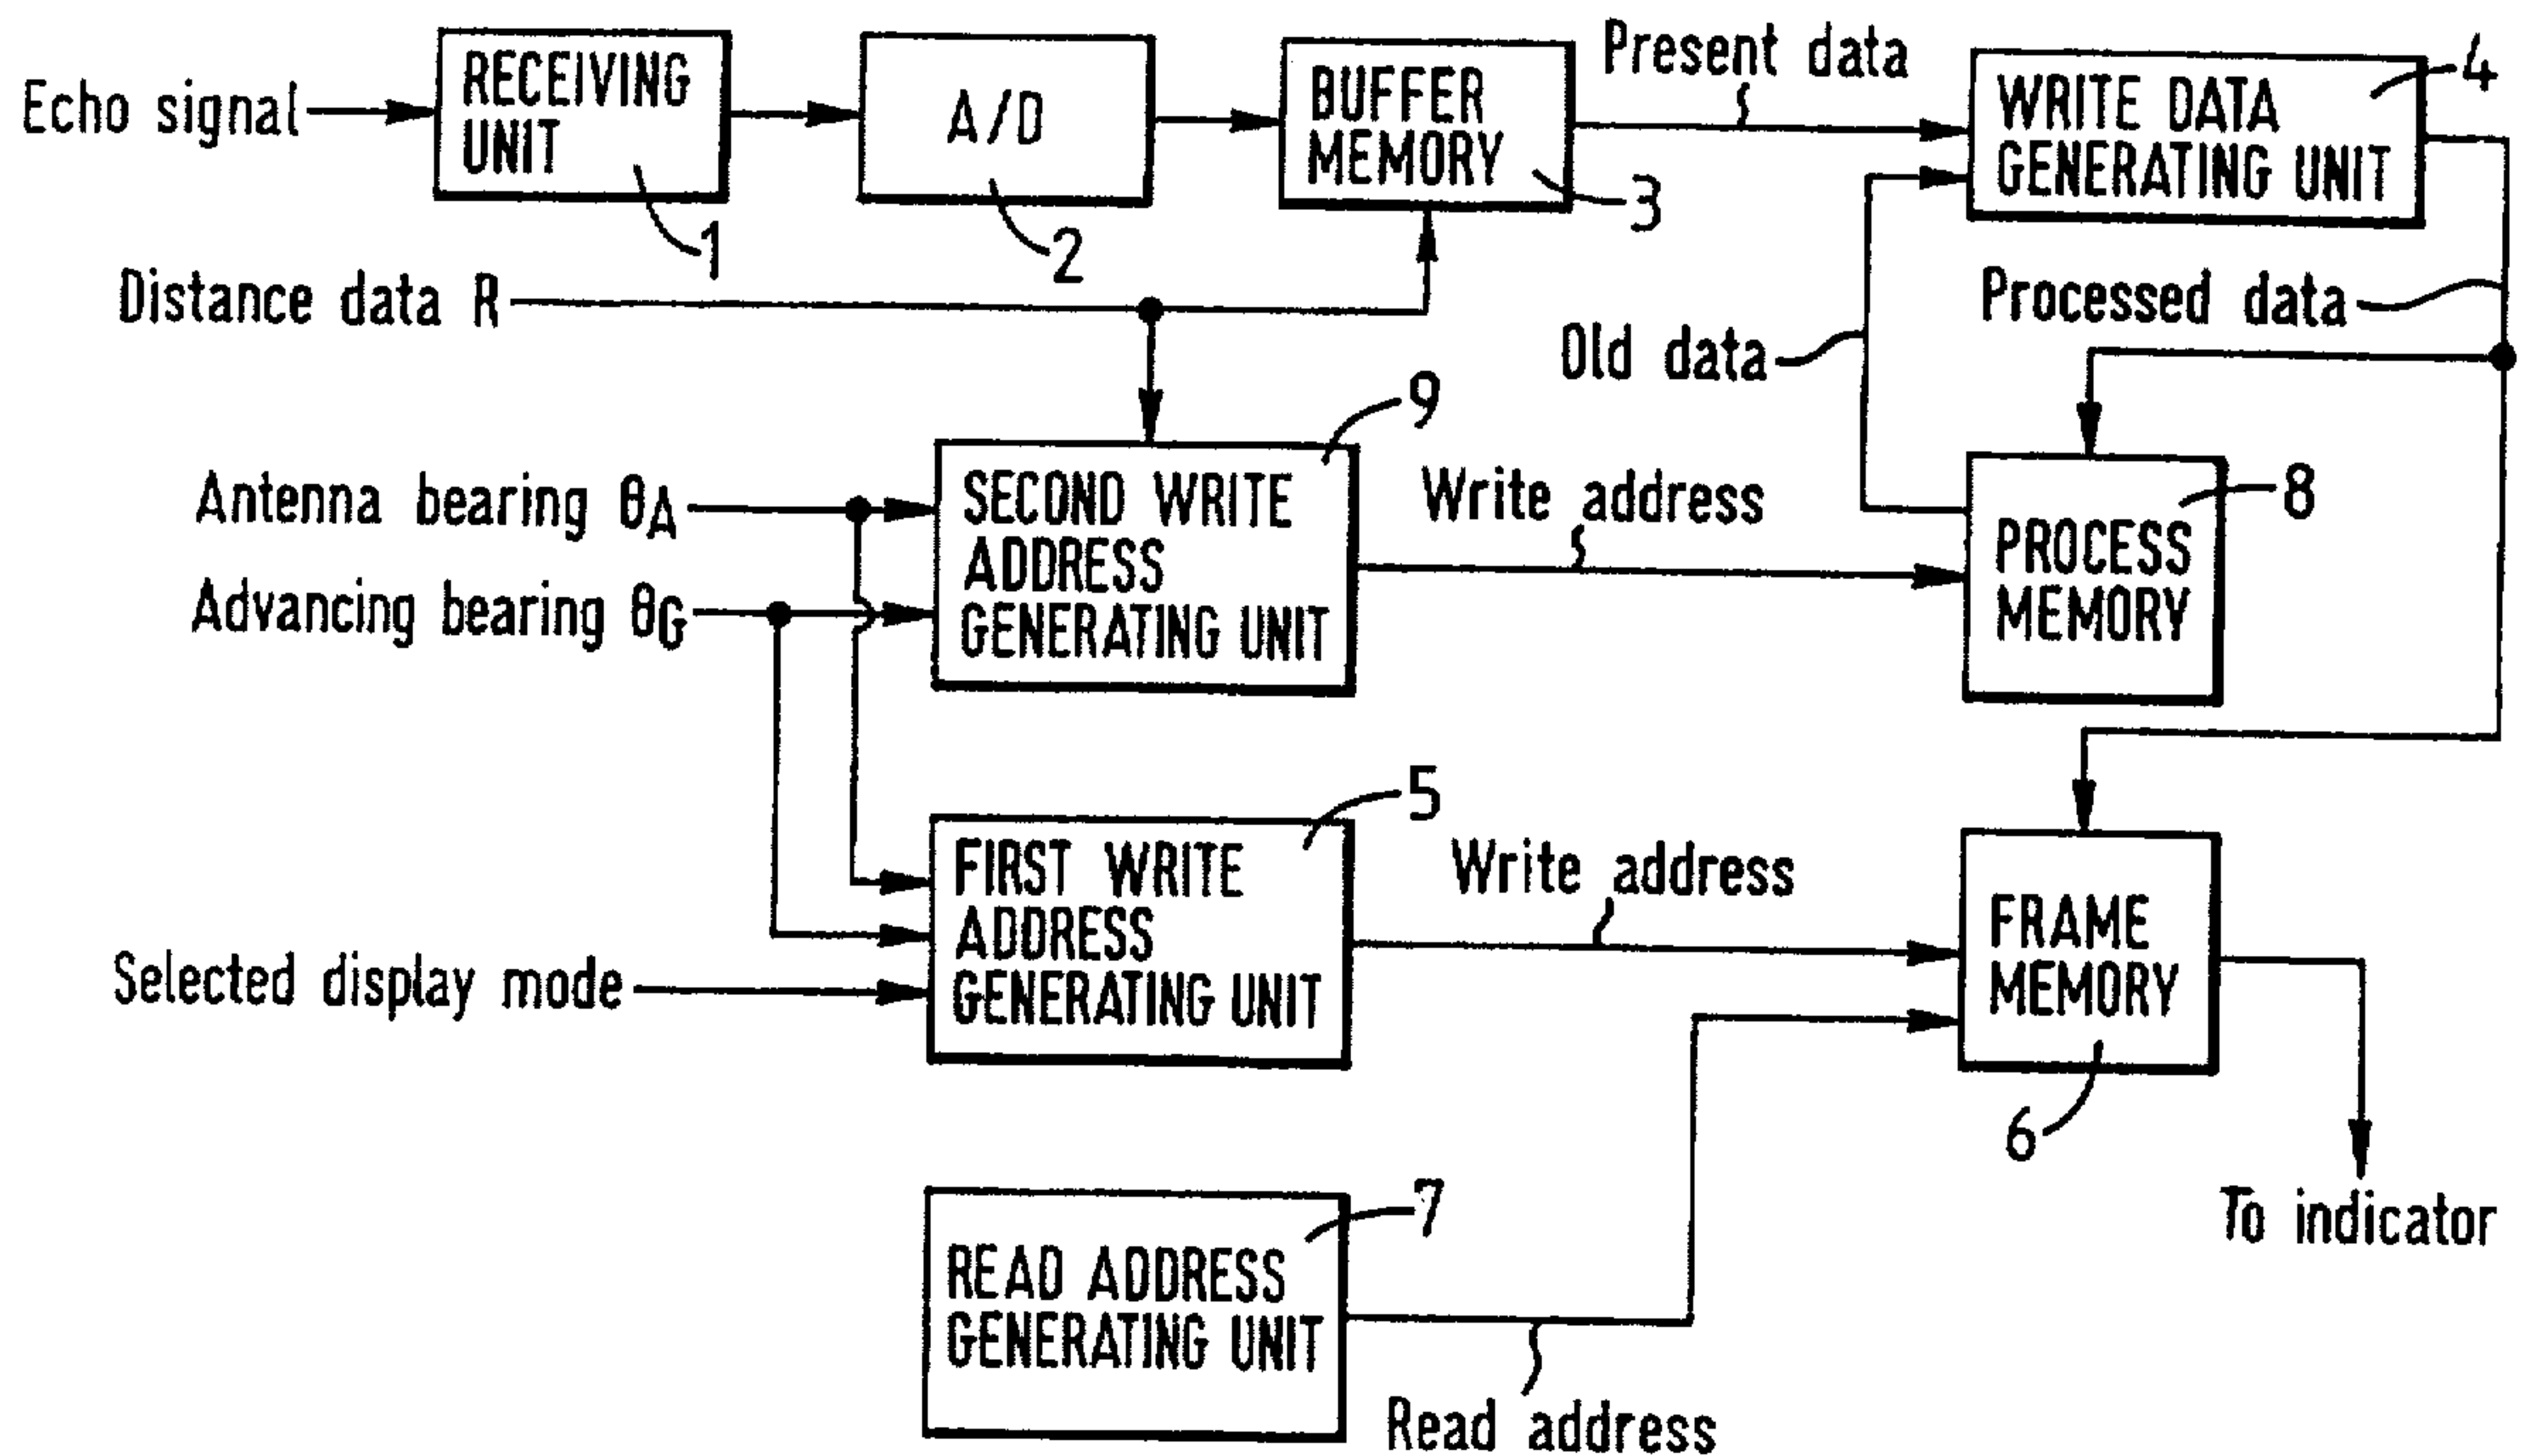 Echo signal
RECEIVING
UNIT
1
A/D
2
BUFFER
MEMORY
3
Present data
WRITE DATA
GENERATING UNIT
4
Distance data R
Old data
Processed data
Antenna bearing θA
Advancing bearing θG
SECOND WRITE
ADDRESS
GENERATING UNIT
9
Write address
PROCESS
MEMORY
8
Selected display mode
FIRST WRITE
ADDRESS
GENERATING UNIT
5
Write address
FRAME
MEMORY
6
READ ADDRESS
GENERATING UNIT
7
Read address
To indicator